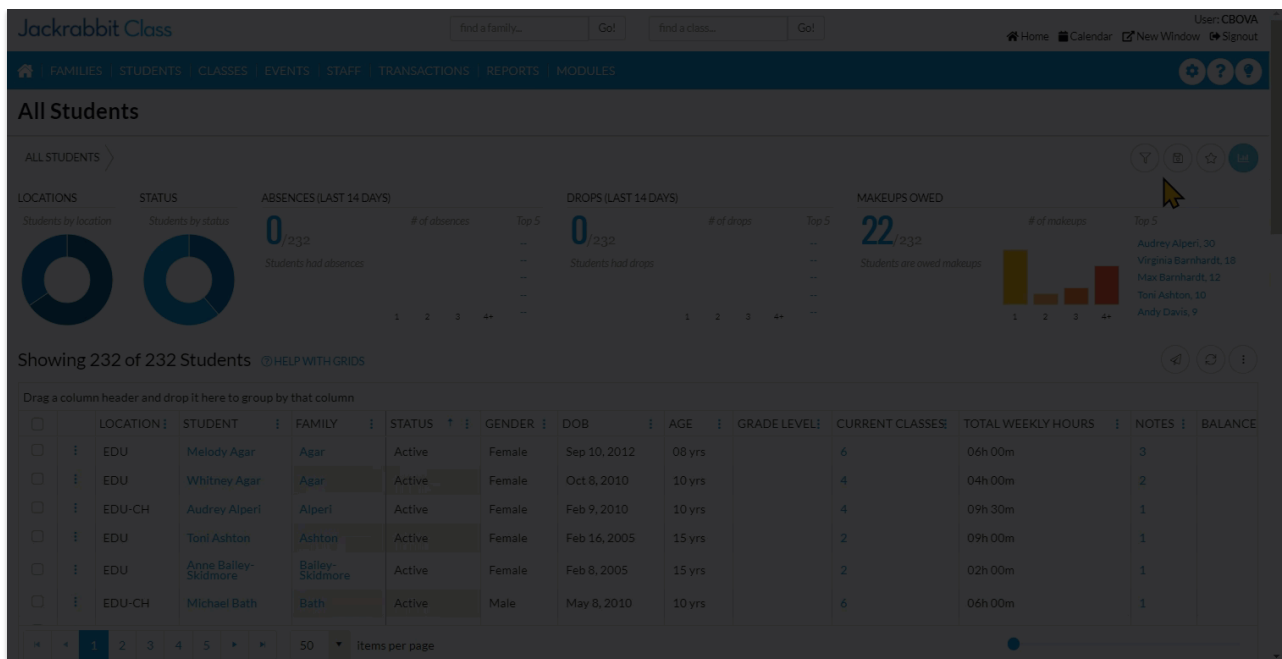 Jackrabbit Class
find a family... Go! find a class... Go!
User: CBOVA
Home Calendar New Window Signout
FAMILIES STUDENTS CLASSES EVENTS STAFF TRANSACTIONS REPORTS MODULES
All Students
ALL STUDENTS
LOCATIONS STATUS ABSENCES (LAST 14 DAYS) DROPS (LAST 14 DAYS) MAKEUPS OWED
Students by location Students by status # of absences Top 5 # of drops Top 5 # of makeups Top 5
0/232 0/232 22/232
Students had absences Students had drops Students are owed makeups
Audrey Alperi, 30
Virginia Barnhardt, 18
Max Barnhardt, 12
Toni Ashton, 10
Andy Davis, 9
1 2 3 4+ 1 2 3 4+ 1 2 3 4+
Showing 232 of 232 Students HELP WITH GRIDS
Drag a column header and drop it here to group by that column
LOCATION STUDENT FAMILY STATUS GENDER DOB AGE GRADE LEVEL CURRENT CLASSES TOTAL WEEKLY HOURS NOTES BALANCE
EDU Melody Agar Agar Active Female Sep 10, 2012 08 yrs 6 06h 00m 3
EDU Whitney Agar Agar Active Female Oct 8, 2010 10 yrs 4 04h 00m 2
EDU-CH Audrey Alperi Alperi Active Female Feb 9, 2010 10 yrs 4 09h 30m 1
EDU Toni Ashton Ashton Active Female Feb 16, 2005 15 yrs 2 09h 00m 1
EDU Anne Bailey-Skidmore Bailey-Skidmore Active Female Feb 8, 2005 15 yrs 2 02h 00m 1
EDU-CH Michael Bath Bath Active Male May 8, 2010 10 yrs 6 06h 00m 1
1 2 3 4 5 50 items per page